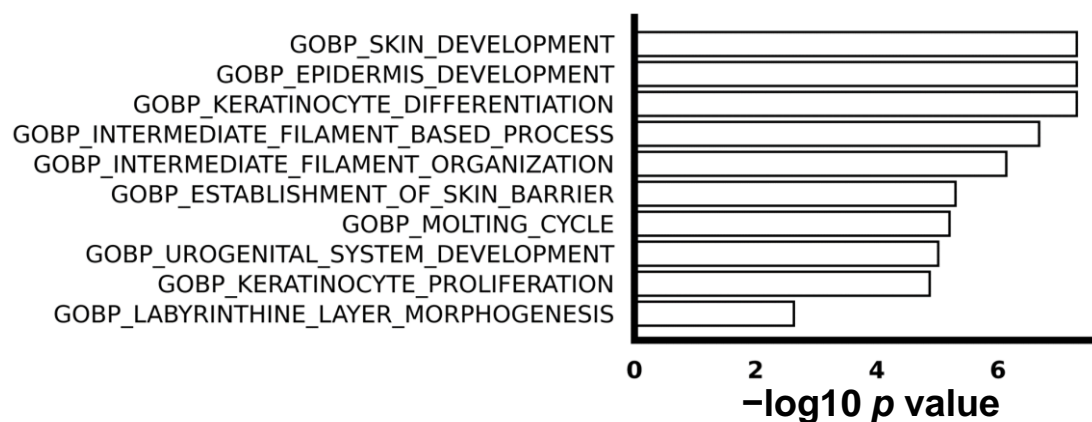 GOBP_SKIN_DEVELOPMENT
GOBP_EPIDERMIS_DEVELOPMENT
GOBP_KERATINOCYTE_DIFFERENTIATION
GOBP_INTERMEDIATE_FILAMENT_BASED_PROCESS
GOBP_INTERMEDIATE_FILAMENT_ORGANIZATION
GOBP_ESTABLISHMENT_OF_SKIN_BARRIER
GOBP_MOLTING_CYCLE
GOBP_UROGENITAL_SYSTEM_DEVELOPMENT
GOBP_KERATINOCYTE_PROLIFERATION
GOBP_LABYRINTHINE_LAYER_MORPHOGENESIS
0 2 4 6
−log10 p value